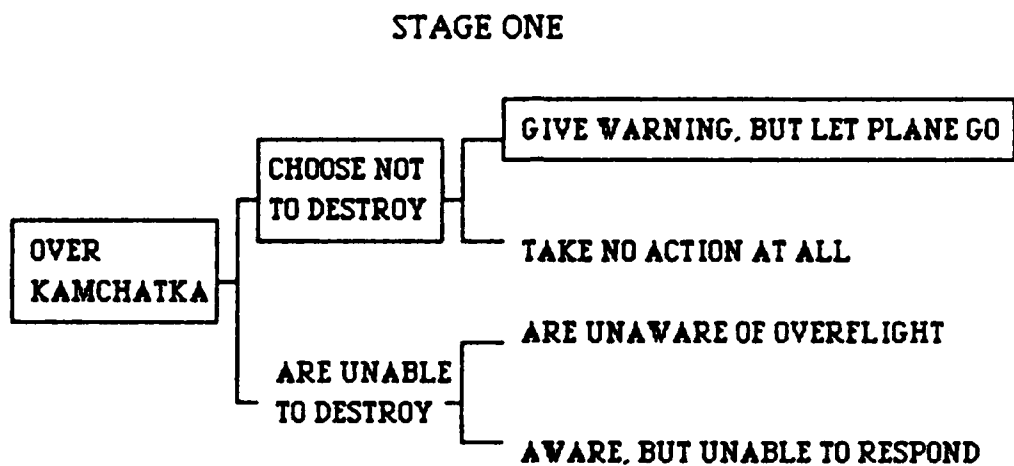 STAGE ONE
GIVE WARNING, BUT LET PLANE GO
CHOOSE NOT
TO DESTROY
TAKE NO ACTION AT ALL
OVER
KAMCHATKA
ARE UNAWARE OF OVERFLIGHT
ARE UNABLE
TO DESTROY
AWARE, BUT UNABLE TO RESPOND